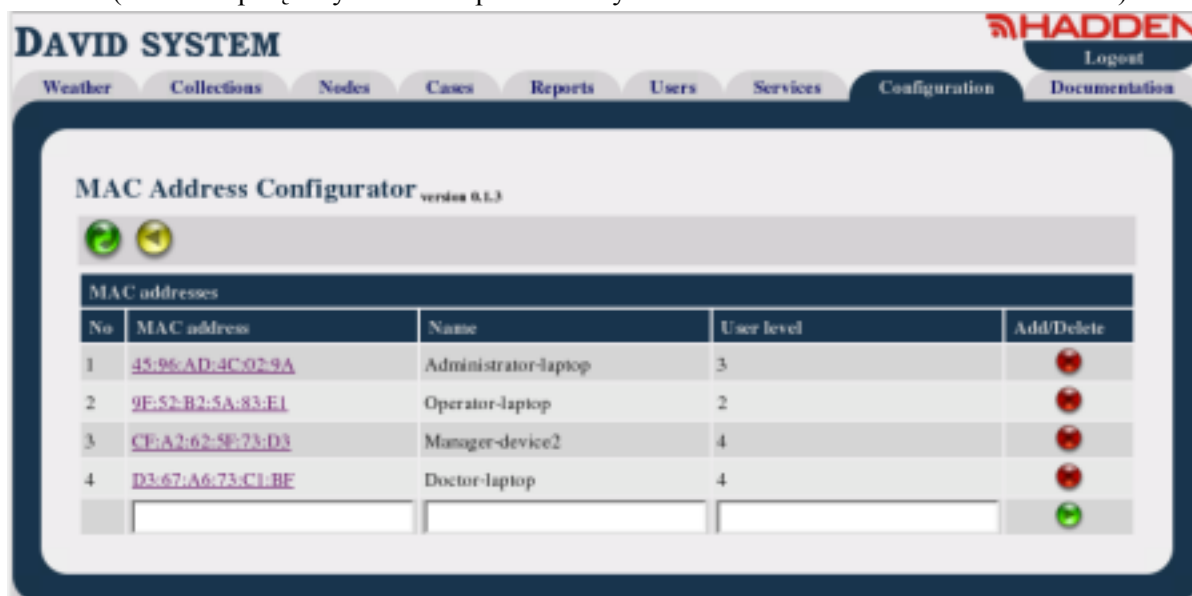 DAVID SYSTEM
HADDEN
Logout
Weather Collections Nodes Cases Reports Users Services Configuration Documentation
MAC Address Configurator version 0.1.3
MAC addresses
No MAC address Name User level Add/Delete
1 45:96:AD:4C:02:9A Administrator-laptop 3
2 9F:52:B2:5A:83:E1 Operator-laptop 2
3 CF:A2:62:5F:73:D3 Manager-device2 4
4 D3:67:A6:73:C1:BF Doctor-laptop 4